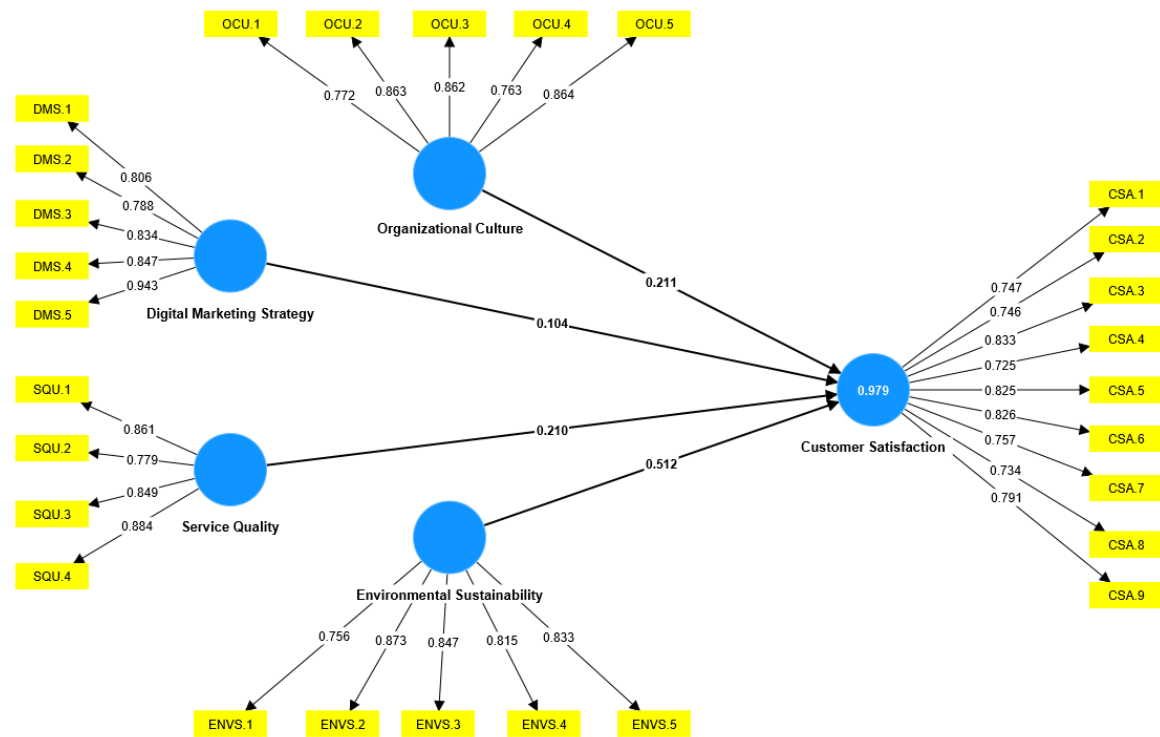 OCU.1 OCU.2 OCU.3 OCU.4 OCU.5
0.772 0.863 0.862 0.763 0.864
Organizational Culture
DMS.1
DMS.2
DMS.3
DMS.4
DMS.5
0.806
0.788
0.834
0.847
0.943
Digital Marketing Strategy
SQU.1
SQU.2
SQU.3
SQU.4
0.861
0.779
0.849
0.884
Service Quality
0.211
0.104
0.210
0.512
Environmental Sustainability
0.756 0.873 0.847 0.815 0.833
ENVS.1 ENVS.2 ENVS.3 ENVS.4 ENVS.5
0.979
Customer Satisfaction
0.747
0.746
0.833
0.725
0.825
0.826
0.757
0.734
0.791
CSA.1
CSA.2
CSA.3
CSA.4
CSA.5
CSA.6
CSA.7
CSA.8
CSA.9